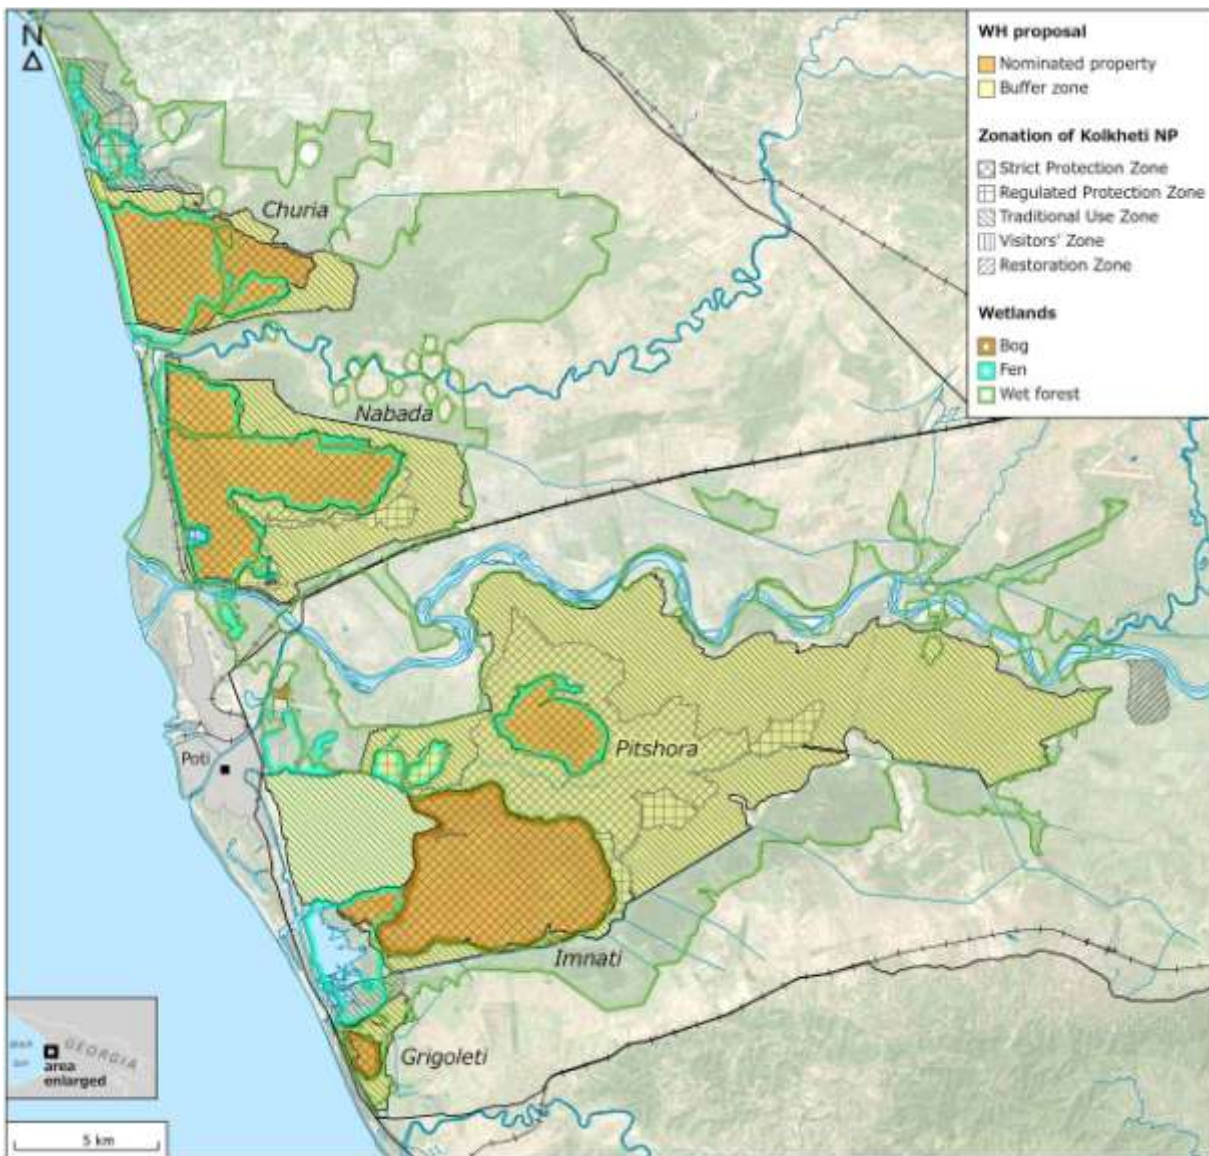 N
WH proposal
Nominated property
Buffer zone
Zonation of Kolkheti NP
Strict Protection Zone
Regulated Protection Zone
Traditional Use Zone
Visitors' Zone
Restoration Zone
Wetlands
Bog
Fen
Wet forest
Churia
Nabada
Pitshora
Poti
Imnati
Grigoleti
GEORGIA
area
enlarged
5 km